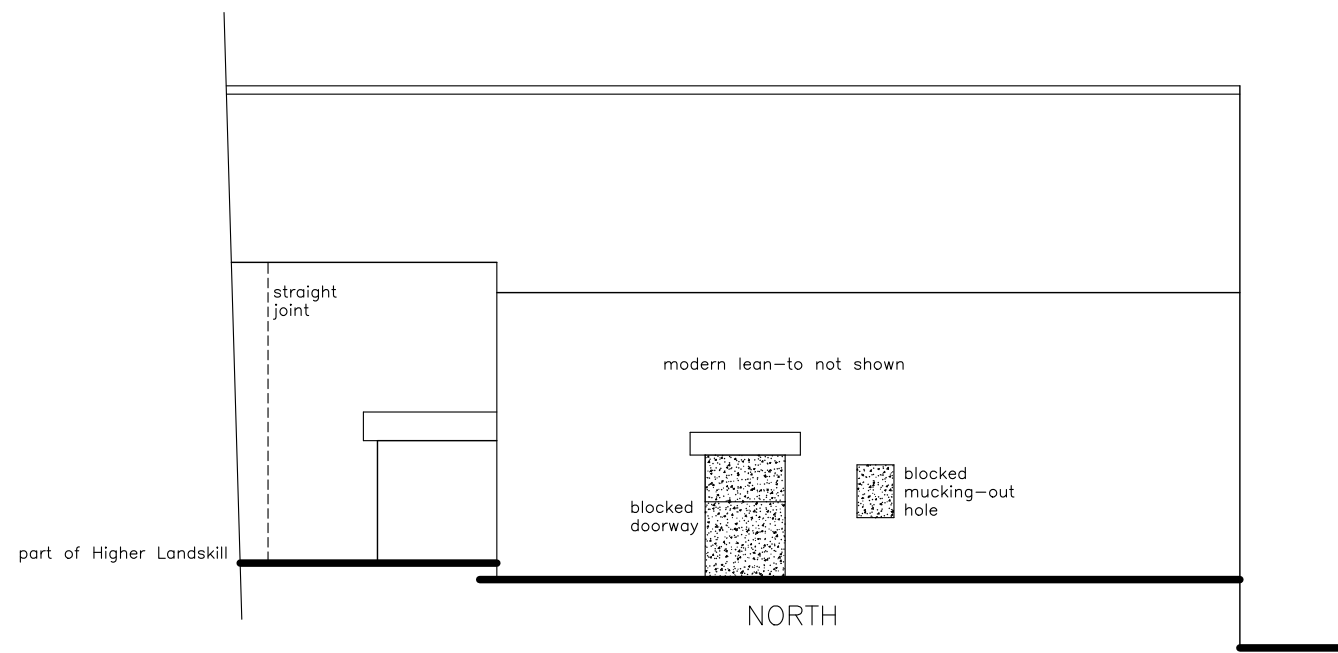 straight
joint
modern lean-to not shown
blocked
mucking-out
hole
blocked
doorway
part of Higher Landskill
NORTH